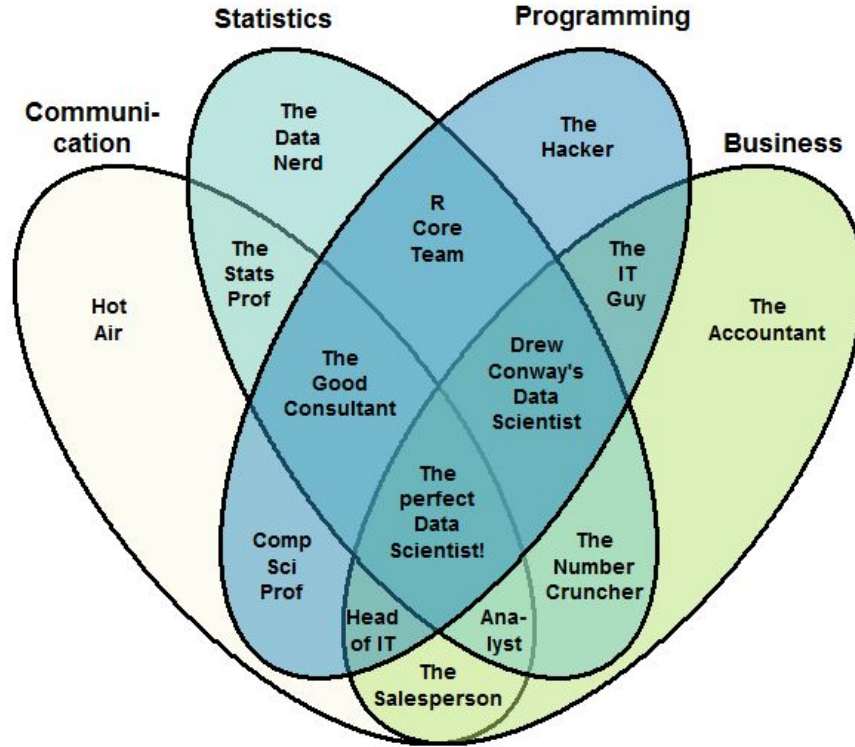 Statistics
Programming
Communi-
cation
Business
The
Data
Nerd
The
Hacker
R
Core
Team
The
Stats
Prof
The
IT
Guy
Hot
Air
The
Accountant
The
Good
Consultant
Drew
Conway's
Data
Scientist
The
perfect
Data
Scientist!
Comp
Sci
Prof
The
Number
Cruncher
Head
of IT
Ana-
lyst
The
Salesperson